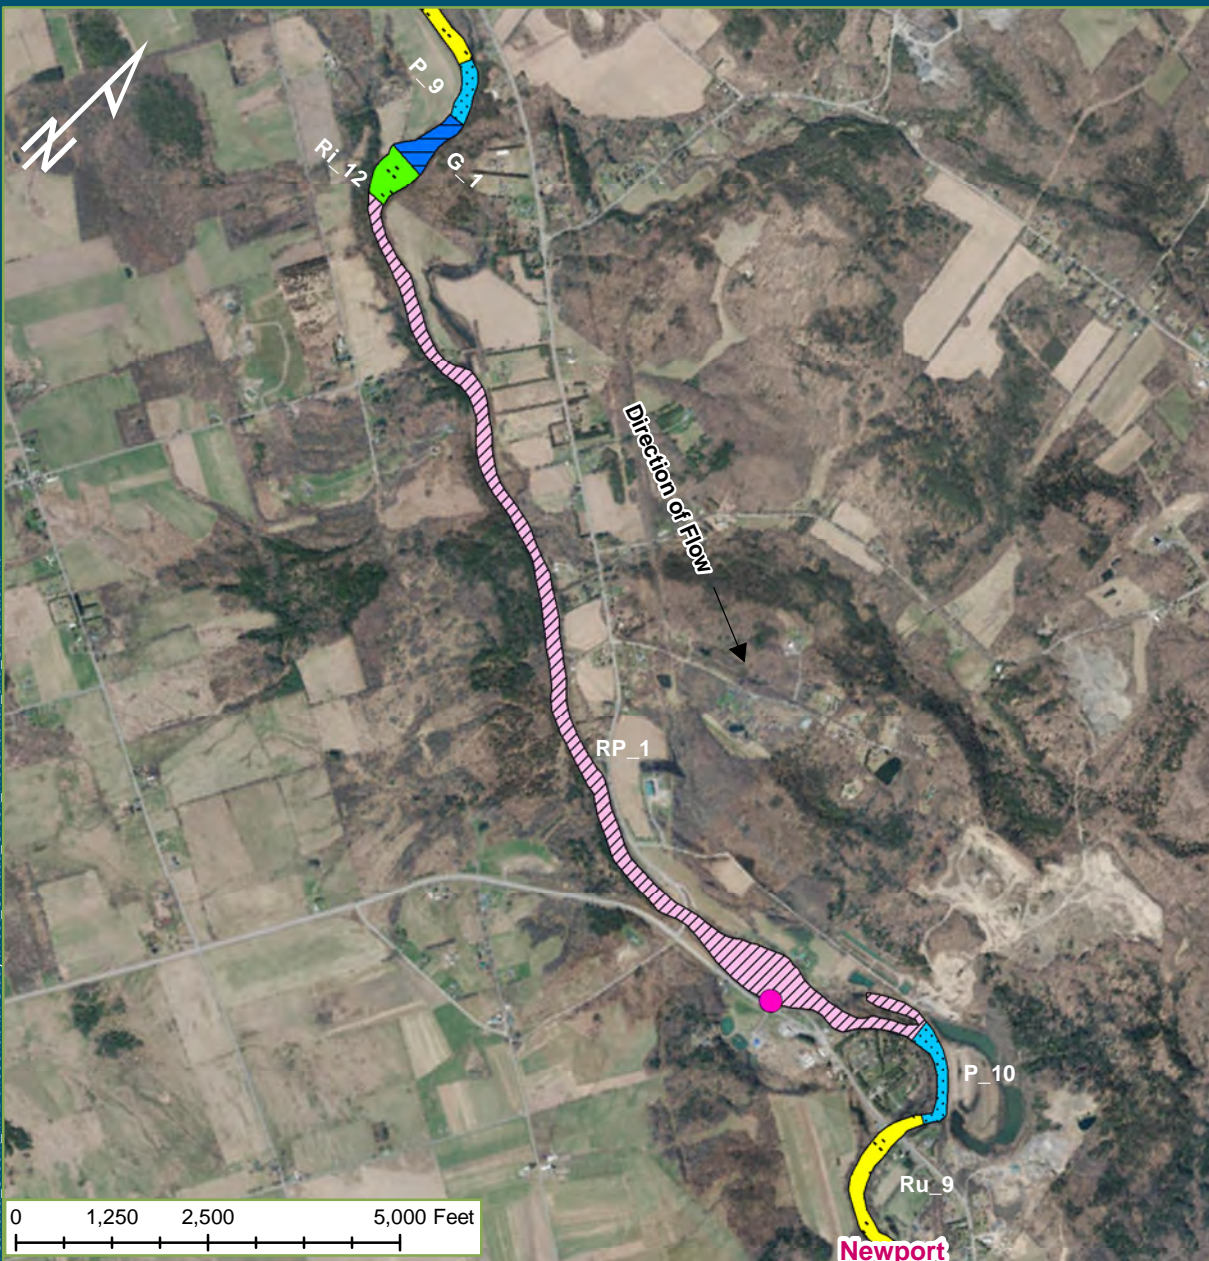 P_9
N
Ri_12
G_1
Direction of Flow
RP_1
P_10
Ru_9
0 1,250 2,500 5,000 Feet
Newport